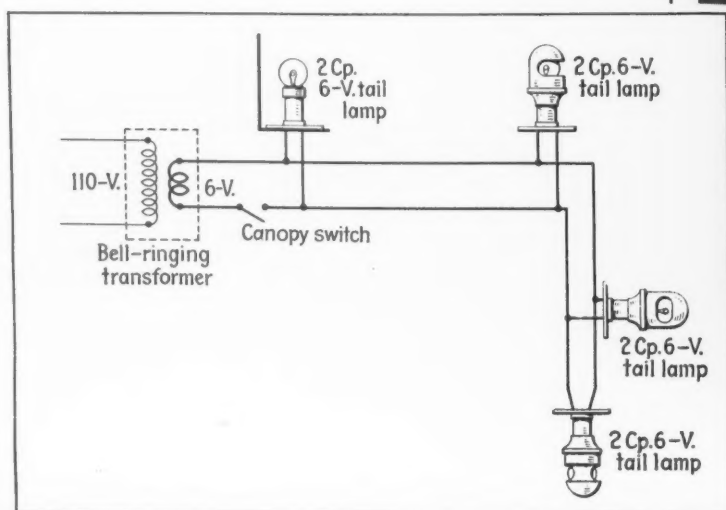 2 Cp.
6-V. tail
lamp
2 Cp. 6-V.
tail lamp
110-V.
6-V.
Canopy switch
Bell-ringing
transformer
2 Cp. 6-V.
tail lamp
2 Cp. 6-V.
tail lamp